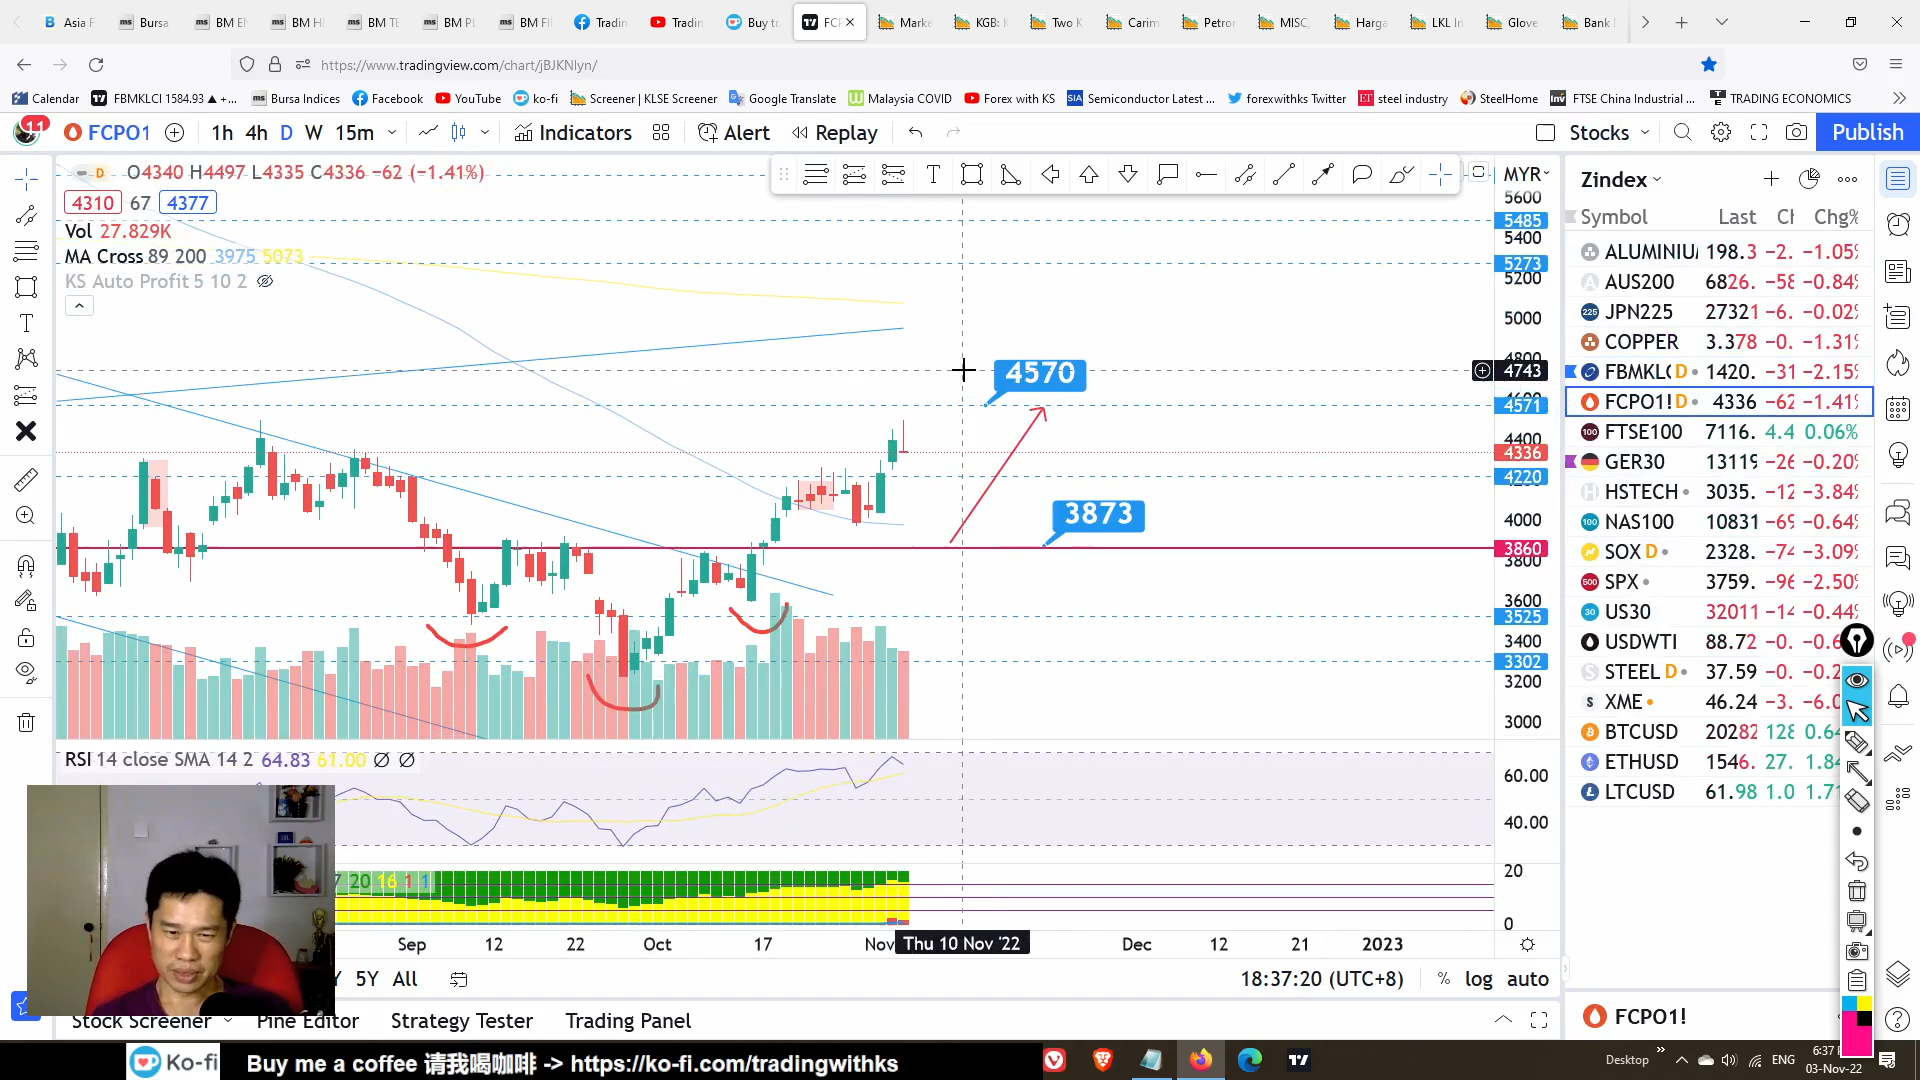 Asia F
Bursa
BM EN
BM HI
BM TE
BM PL
BM FII
Tradin
Tradin
Buy tr
FCF
Marke
KGB: K
Two K
Carim
Petron
MISC,
Harga
LKL In
Glove
Bank I
https://www.tradingview.com/chart/jBJKNlyn/
Calendar
FBMKLCI 1584.93 ▲ +...
Bursa Indices
Facebook
YouTube
ko-fi
Screener | KLSE Screener
Google Translate
Malaysia COVID
Forex with KS
Semiconductor Latest ...
forexwithks Twitter
steel industry
SteelHome
FTSE China Industrial ...
TRADING ECONOMICS
11
FCPO1
1h 4h D W 15m
Indicators
Alert
Replay
Stocks
Publish
D O4340 H4497 L4335 C4336 −62 (−1.41%)
4310 67 4377
Vol 27.829K
MA Cross 89 200 3975 5073
KS Auto Profit 5 10 2
MYR
5600
5485
5400
5273
5200
5000
4800
4743
4571
4400
4336
4220
4000
3860
3800
3600
3525
3400
3302
3200
3000
4570
3873
RSI 14 close SMA 14 2 64.83 61.00
60.00
40.00
7 20 16 1 1
20
0
Sep 12 22 Oct 17 Nov Thu 10 Nov '22 Dec 12 21 2023
5Y All
18:37:20 (UTC+8) % log auto
Stock Screener Pine Editor Strategy Tester Trading Panel
Zindex
Symbol Last Cl Chg%
ALUMINIU 198.3 −2. −1.05%
AUS200 6826. −58 −0.84%
JPN225 27321 −6. −0.02%
COPPER 3.378 −0. −1.31%
FBMKLC D 1420. −31 −2.15%
FCPO1! D 4336 −62 −1.41%
FTSE100 7116. 4.4 0.06%
GER30 13119 −26 −0.20%
HSTECH 3035. −12 −3.84%
NAS100 10831 −69 −0.64%
SOX D 2328. −74 −3.09%
SPX 3759. −96 −2.50%
US30 32011 −14 −0.44%
USDWTI 88.72 −0. −0.6
STEEL D 37.59 −0. −0.2
XME 46.24 −3. −6.0
BTCUSD 20282 128 0.64
ETHUSD 1546. 27. 1.84
LTCUSD 61.98 1.0 1.71
FCPO1!
Ko-fi
Buy me a coffee 请我喝咖啡 -> https://ko-fi.com/tradingwithks
Desktop
ENG
6:37
03-Nov-22